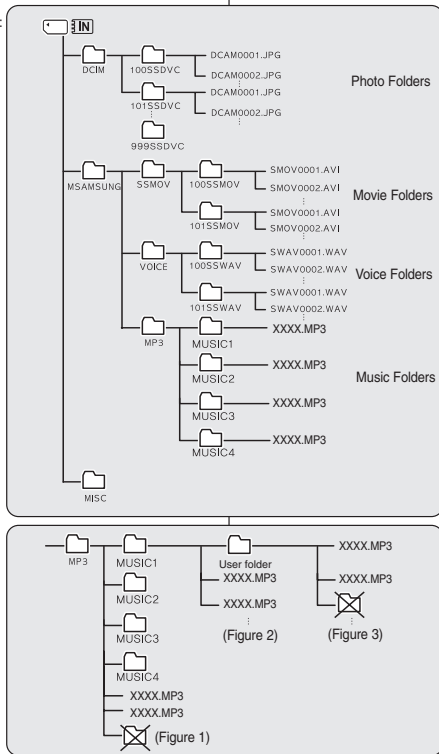 IN
DCIM
100SSDVC
DCAM0001.JPG
DCAM0002.JPG
101SSDVC
DCAM0001.JPG
DCAM0002.JPG
999SSDVC
Photo Folders
MSAMSUNG
SSMOV
100SSMOV
SMOV0001.AVI
SMOV0002.AVI
101SSMOV
SMOV0001.AVI
SMOV0002.AVI
Movie Folders
VOICE
100SSWAV
SWAV0001.WAV
SWAV0002.WAV
101SSWAV
SWAV0001.WAV
SWAV0002.WAV
Voice Folders
MP3
MUSIC1
XXXX.MP3
MUSIC2
XXXX.MP3
MUSIC3
XXXX.MP3
MUSIC4
XXXX.MP3
Music Folders
MISC
MP3
MUSIC1
MUSIC2
MUSIC3
MUSIC4
XXXX.MP3
XXXX.MP3
(Figure 1)
User folder
XXXX.MP3
XXXX.MP3
(Figure 2)
XXXX.MP3
XXXX.MP3
(Figure 3)